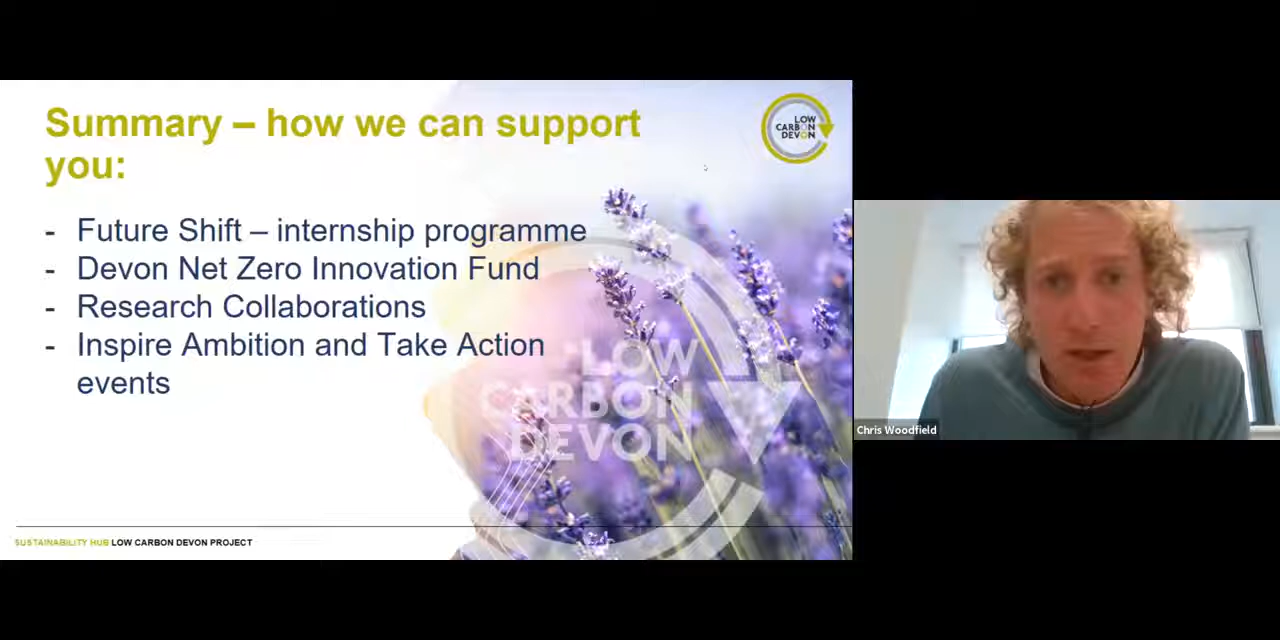 Summary – how we can support
you:
LOW
CARBON
DEVON
- Future Shift – internship programme
- Devon Net Zero Innovation Fund
- Research Collaborations
- Inspire Ambition and Take Action
events
LOW
CARBON
DEVON
SUSTAINABILITY HUB LOW CARBON DEVON PROJECT
Chris Woodfield